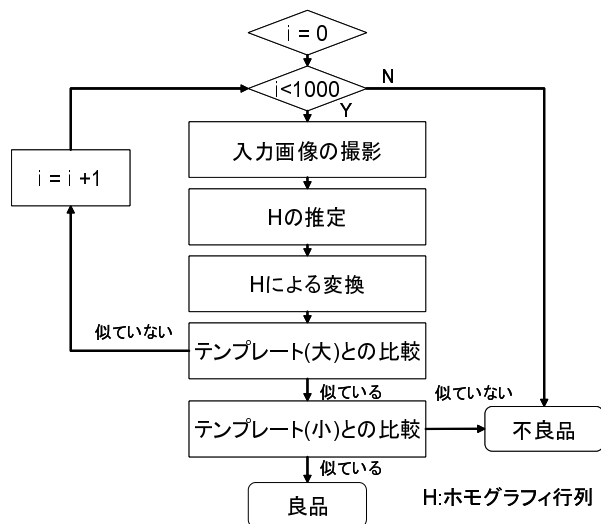 i = 0
i<1000
N
Y
入力画像の撮影
i = i +1
Hの推定
Hによる変換
似ていない
テンプレート(大)との比較
似ている
似ていない
テンプレート(小)との比較
不良品
似ている
良品
H:ホモグラフィ行列